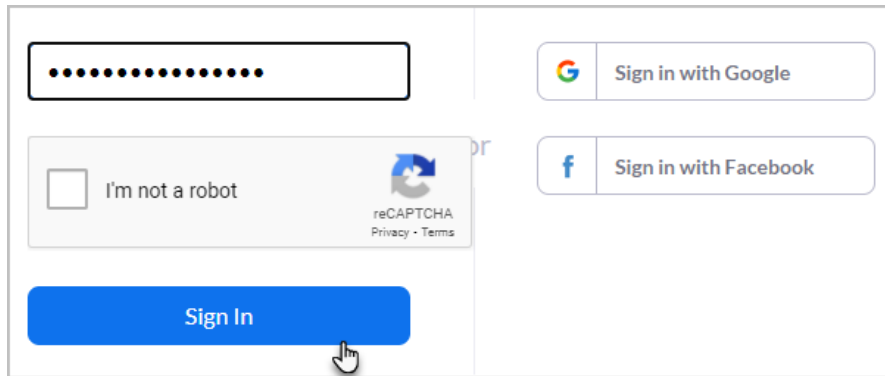 ••••••••••••••••
Sign in with Google
or
Sign in with Facebook
I'm not a robot
reCAPTCHA
Privacy - Terms
Sign In